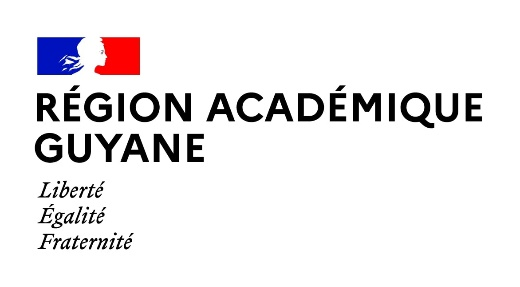 RÉGION ACADÉMIQUE
GUYANE
Liberté
Égalité
Fraternité